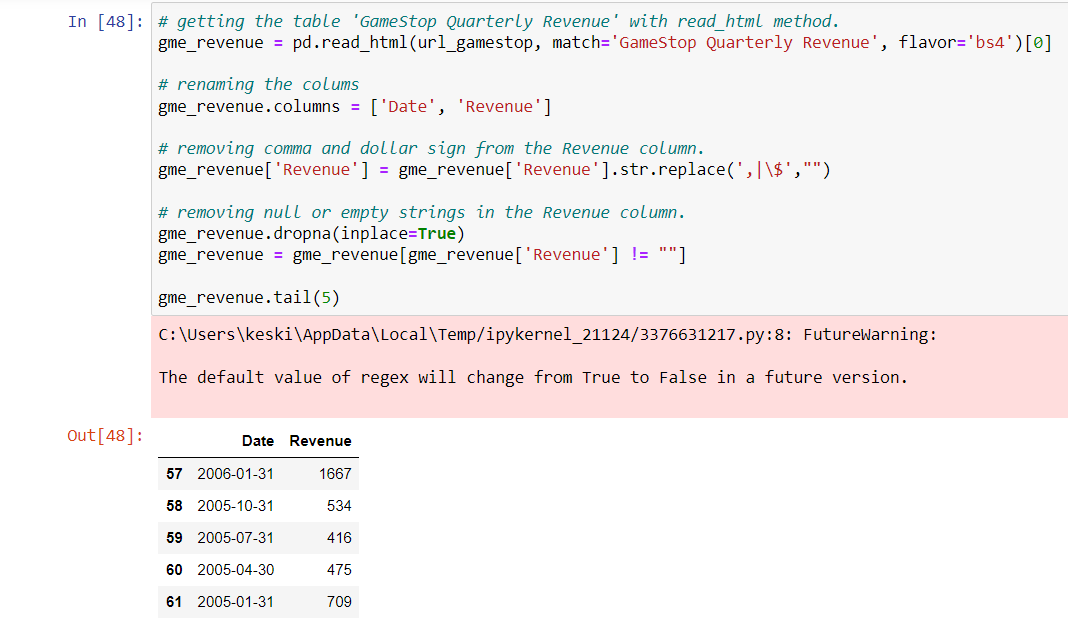 In [48]: # getting the table 'GameStop Quarterly Revenue' with read_html method.
gme_revenue = pd.read_html(url_gamestop, match='GameStop Quarterly Revenue', flavor='bs4')[0]
# renaming the colums
gme_revenue.columns = ['Date', 'Revenue']
# removing comma and dollar sign from the Revenue column.
gme_revenue['Revenue'] = gme_revenue['Revenue'].str.replace(',|\$',"")
# removing null or empty strings in the Revenue column.
gme_revenue.dropna(inplace=True)
gme_revenue = gme_revenue[gme_revenue['Revenue'] != ""]
gme_revenue.tail(5)
C:\Users\keski\AppData\Local\Temp/ipykernel_21124/3376631217.py:8: FutureWarning:
The default value of regex will change from True to False in a future version.
Out[48]:
Date Revenue
57 2006-01-31 1667
58 2005-10-31 534
59 2005-07-31 416
60 2005-04-30 475
61 2005-01-31 709